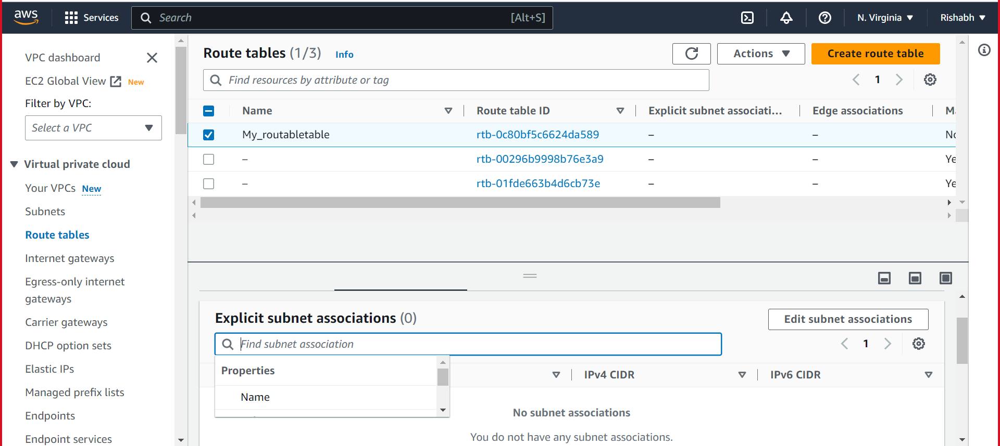 aws
Services
Search
[Alt+S]
N. Virginia
Rishabh
VPC dashboard
EC2 Global View New
Filter by VPC:
Select a VPC
Virtual private cloud
Your VPCs New
Subnets
Route tables
Internet gateways
Egress-only internet
gateways
Carrier gateways
DHCP option sets
Elastic IPs
Managed prefix lists
Endpoints
Endpoint services
Route tables (1/3) Info
Actions
Create route table
Find resources by attribute or tag
1
Name Route table ID Explicit subnet associati... Edge associations
My_routabletable rtb-0c80bf5c6624da589 – –
– rtb-00296b9998b76e3a9 – –
– rtb-01fde663b4d6cb73e – –
Explicit subnet associations (0)
Edit subnet associations
Find subnet association
1
Properties
Name
IPv4 CIDR IPv6 CIDR
No subnet associations
You do not have any subnet associations.